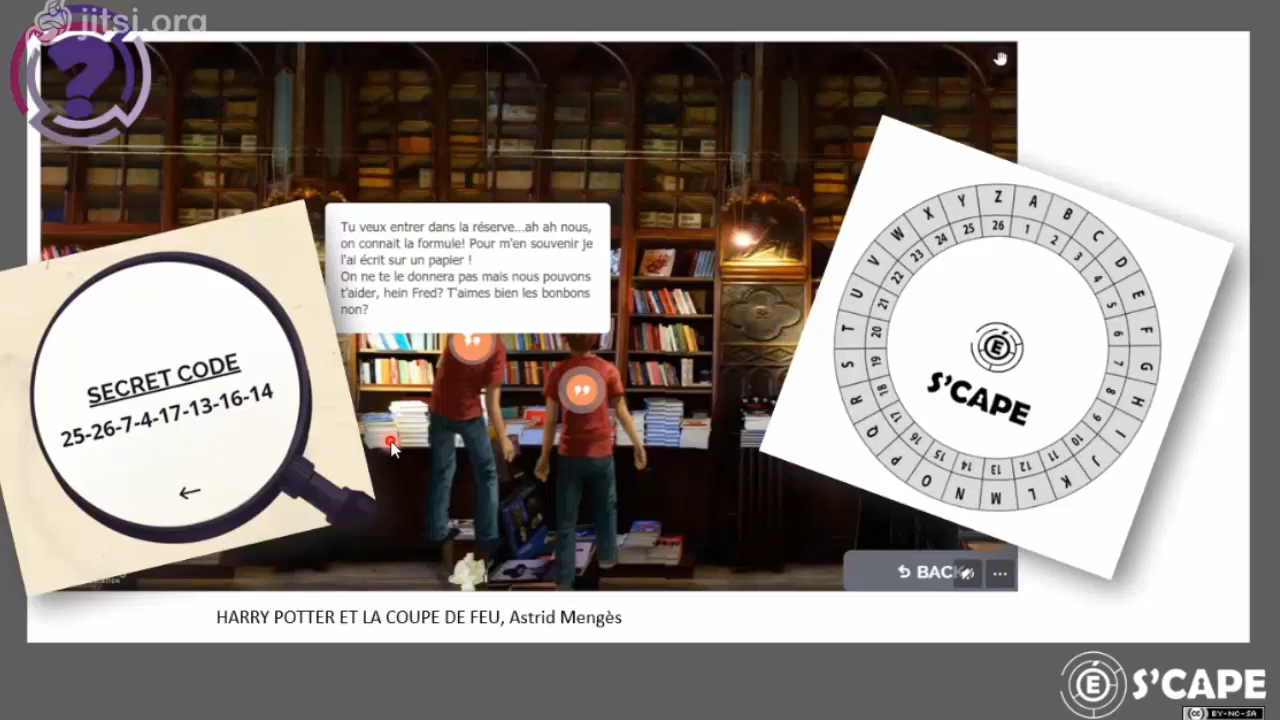 jitsi.org
?
Tu veux entrer dans la réserve...ah ah nous,
on connait la formule! Pour m'en souvenir je
l'ai écrit sur un papier !
On ne te le donnera pas mais nous pouvons
t'aider, hein Fred? T'aimes bien les bonbons
non?
SECRET CODE
25-26-7-4-17-13-16-14
←
A B C D E F G H I J K L M N O P Q R S T U V W X Y Z
1 2 3 4 5 6 7 8 9 10 11 12 13 14 15 16 17 18 19 20 21 22 23 24 25 26
É
S'CAPE
BACK
HARRY POTTER ET LA COUPE DE FEU, Astrid Mengès
É S'CAPE
cc BY-NC-SA